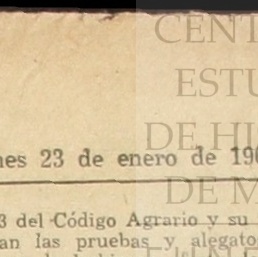 CENT
ESTU
DE HI
nes 23 de enero de 19
DE M
3 del Código Agrario y su
an las pruebas y alegato